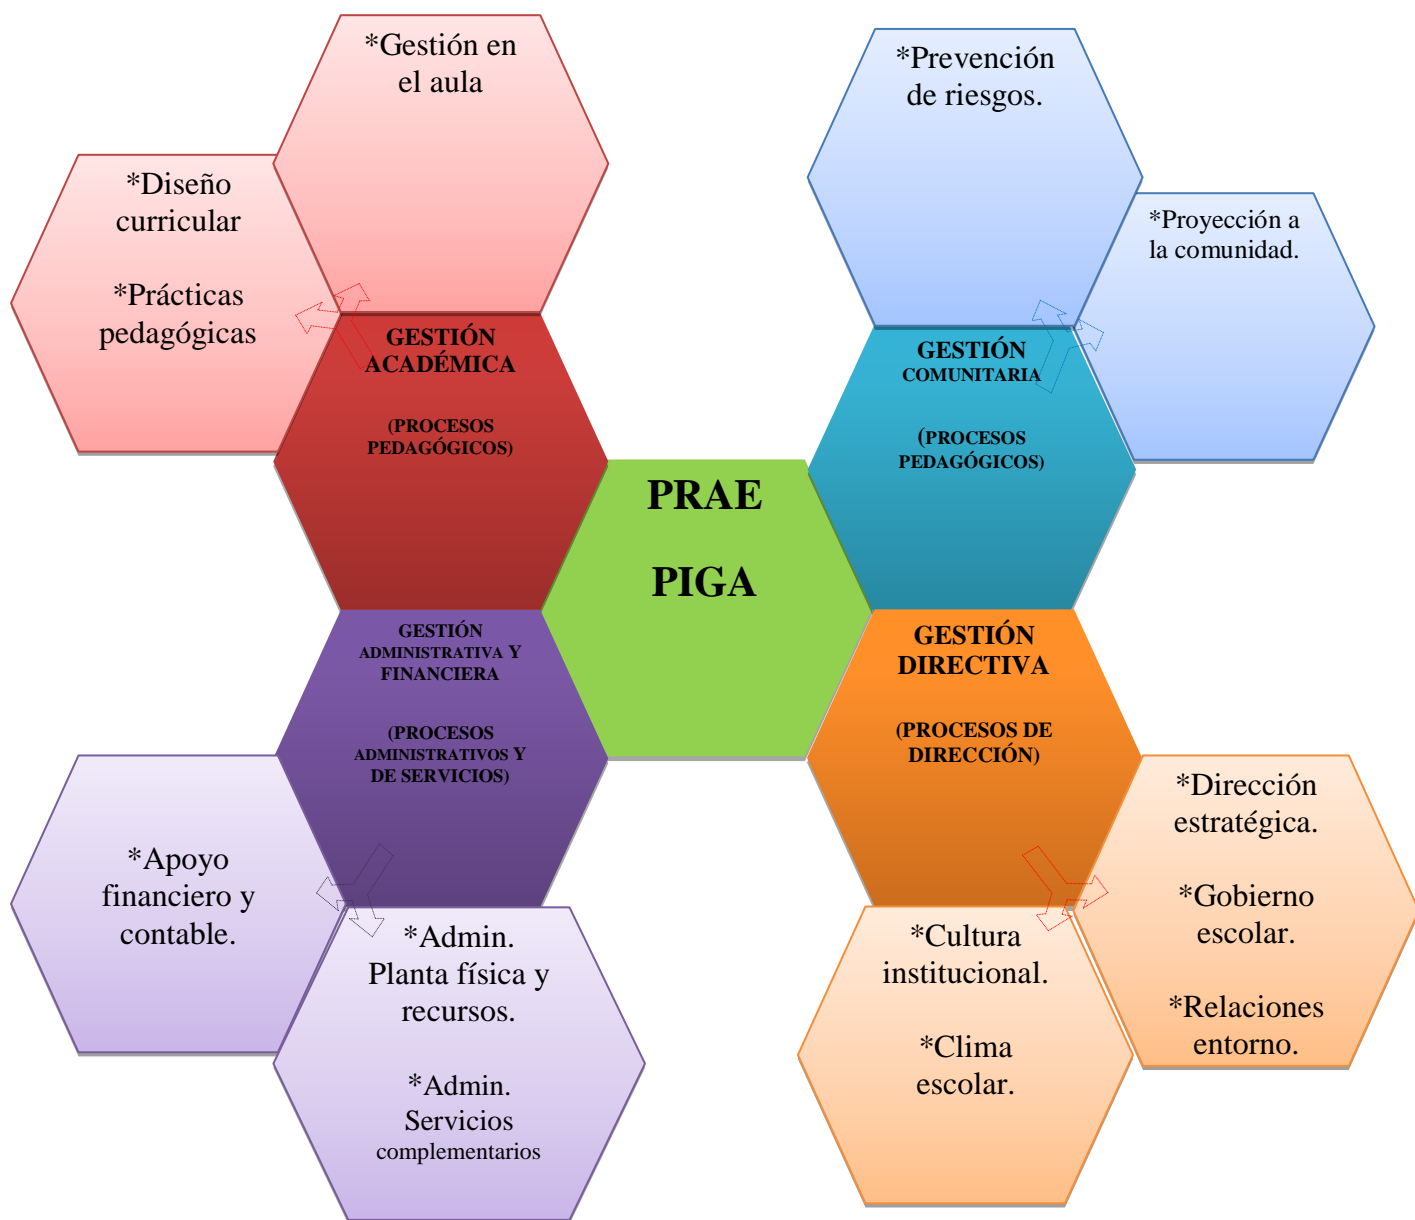 *Gestión en
el aula
*Diseño
curricular
*Prácticas
pedagógicas
*Prevención
de riesgos.
*Proyección a
la comunidad.
GESTIÓN
ACADÉMICA
(PROCESOS
PEDAGÓGICOS)
GESTIÓN
COMUNITARIA
(PROCESOS
PEDAGÓGICOS)
PRAE
PIGA
GESTIÓN
ADMINISTRATIVA Y
FINANCIERA
(PROCESOS
ADMINISTRATIVOS Y
DE SERVICIOS)
GESTIÓN
DIRECTIVA
(PROCESOS DE
DIRECCIÓN)
*Apoyo
financiero y
contable.
*Admin.
Planta física y
recursos.
*Admin.
Servicios
complementarios
*Cultura
institucional.
*Clima
escolar.
*Dirección
estratégica.
*Gobierno
escolar.
*Relaciones
entorno.